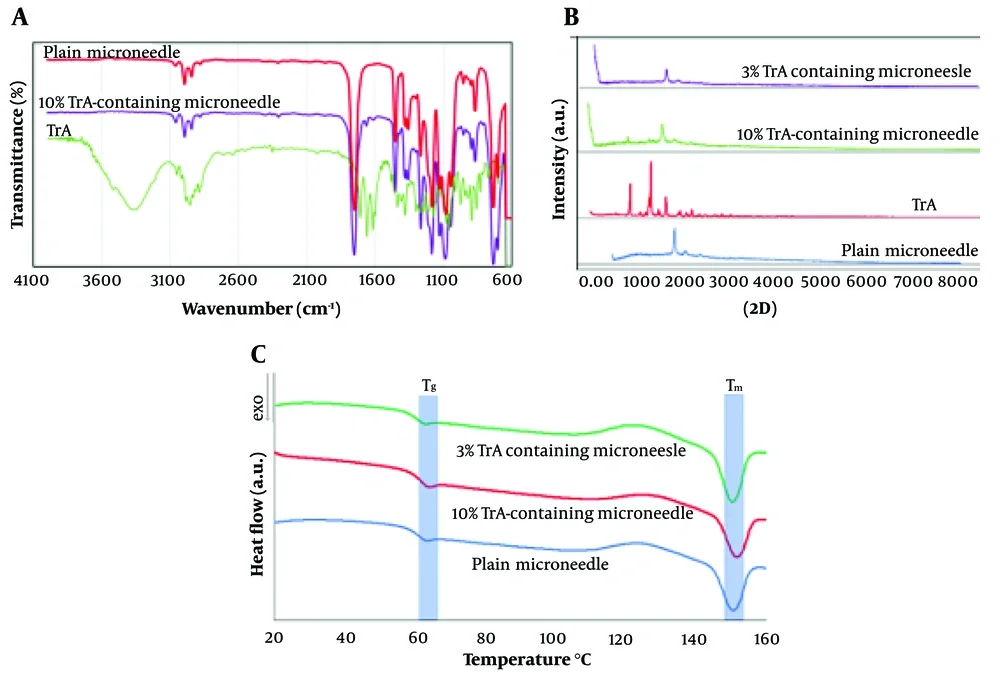 A
Plain microneedle
10% TrA-containing microneedle
TrA
Transmittance (%)
4100 3600 3100 2600 2100 1600 1100 600
Wavenumber (cm-1)
B
3% TrA containing microneesle
10% TrA-containing microneedle
TrA
Plain microneedle
Intensity (a.u.)
0.00 1000 2000 3000 4000 5000 6000 7000 8000
(2D)
C
Tg
Tm
exo
3% TrA containing microneesle
10% TrA-containing microneedle
Plain microneedle
Heat flow (a.u.)
20 40 60 80 100 120 140 160
Temperature °C